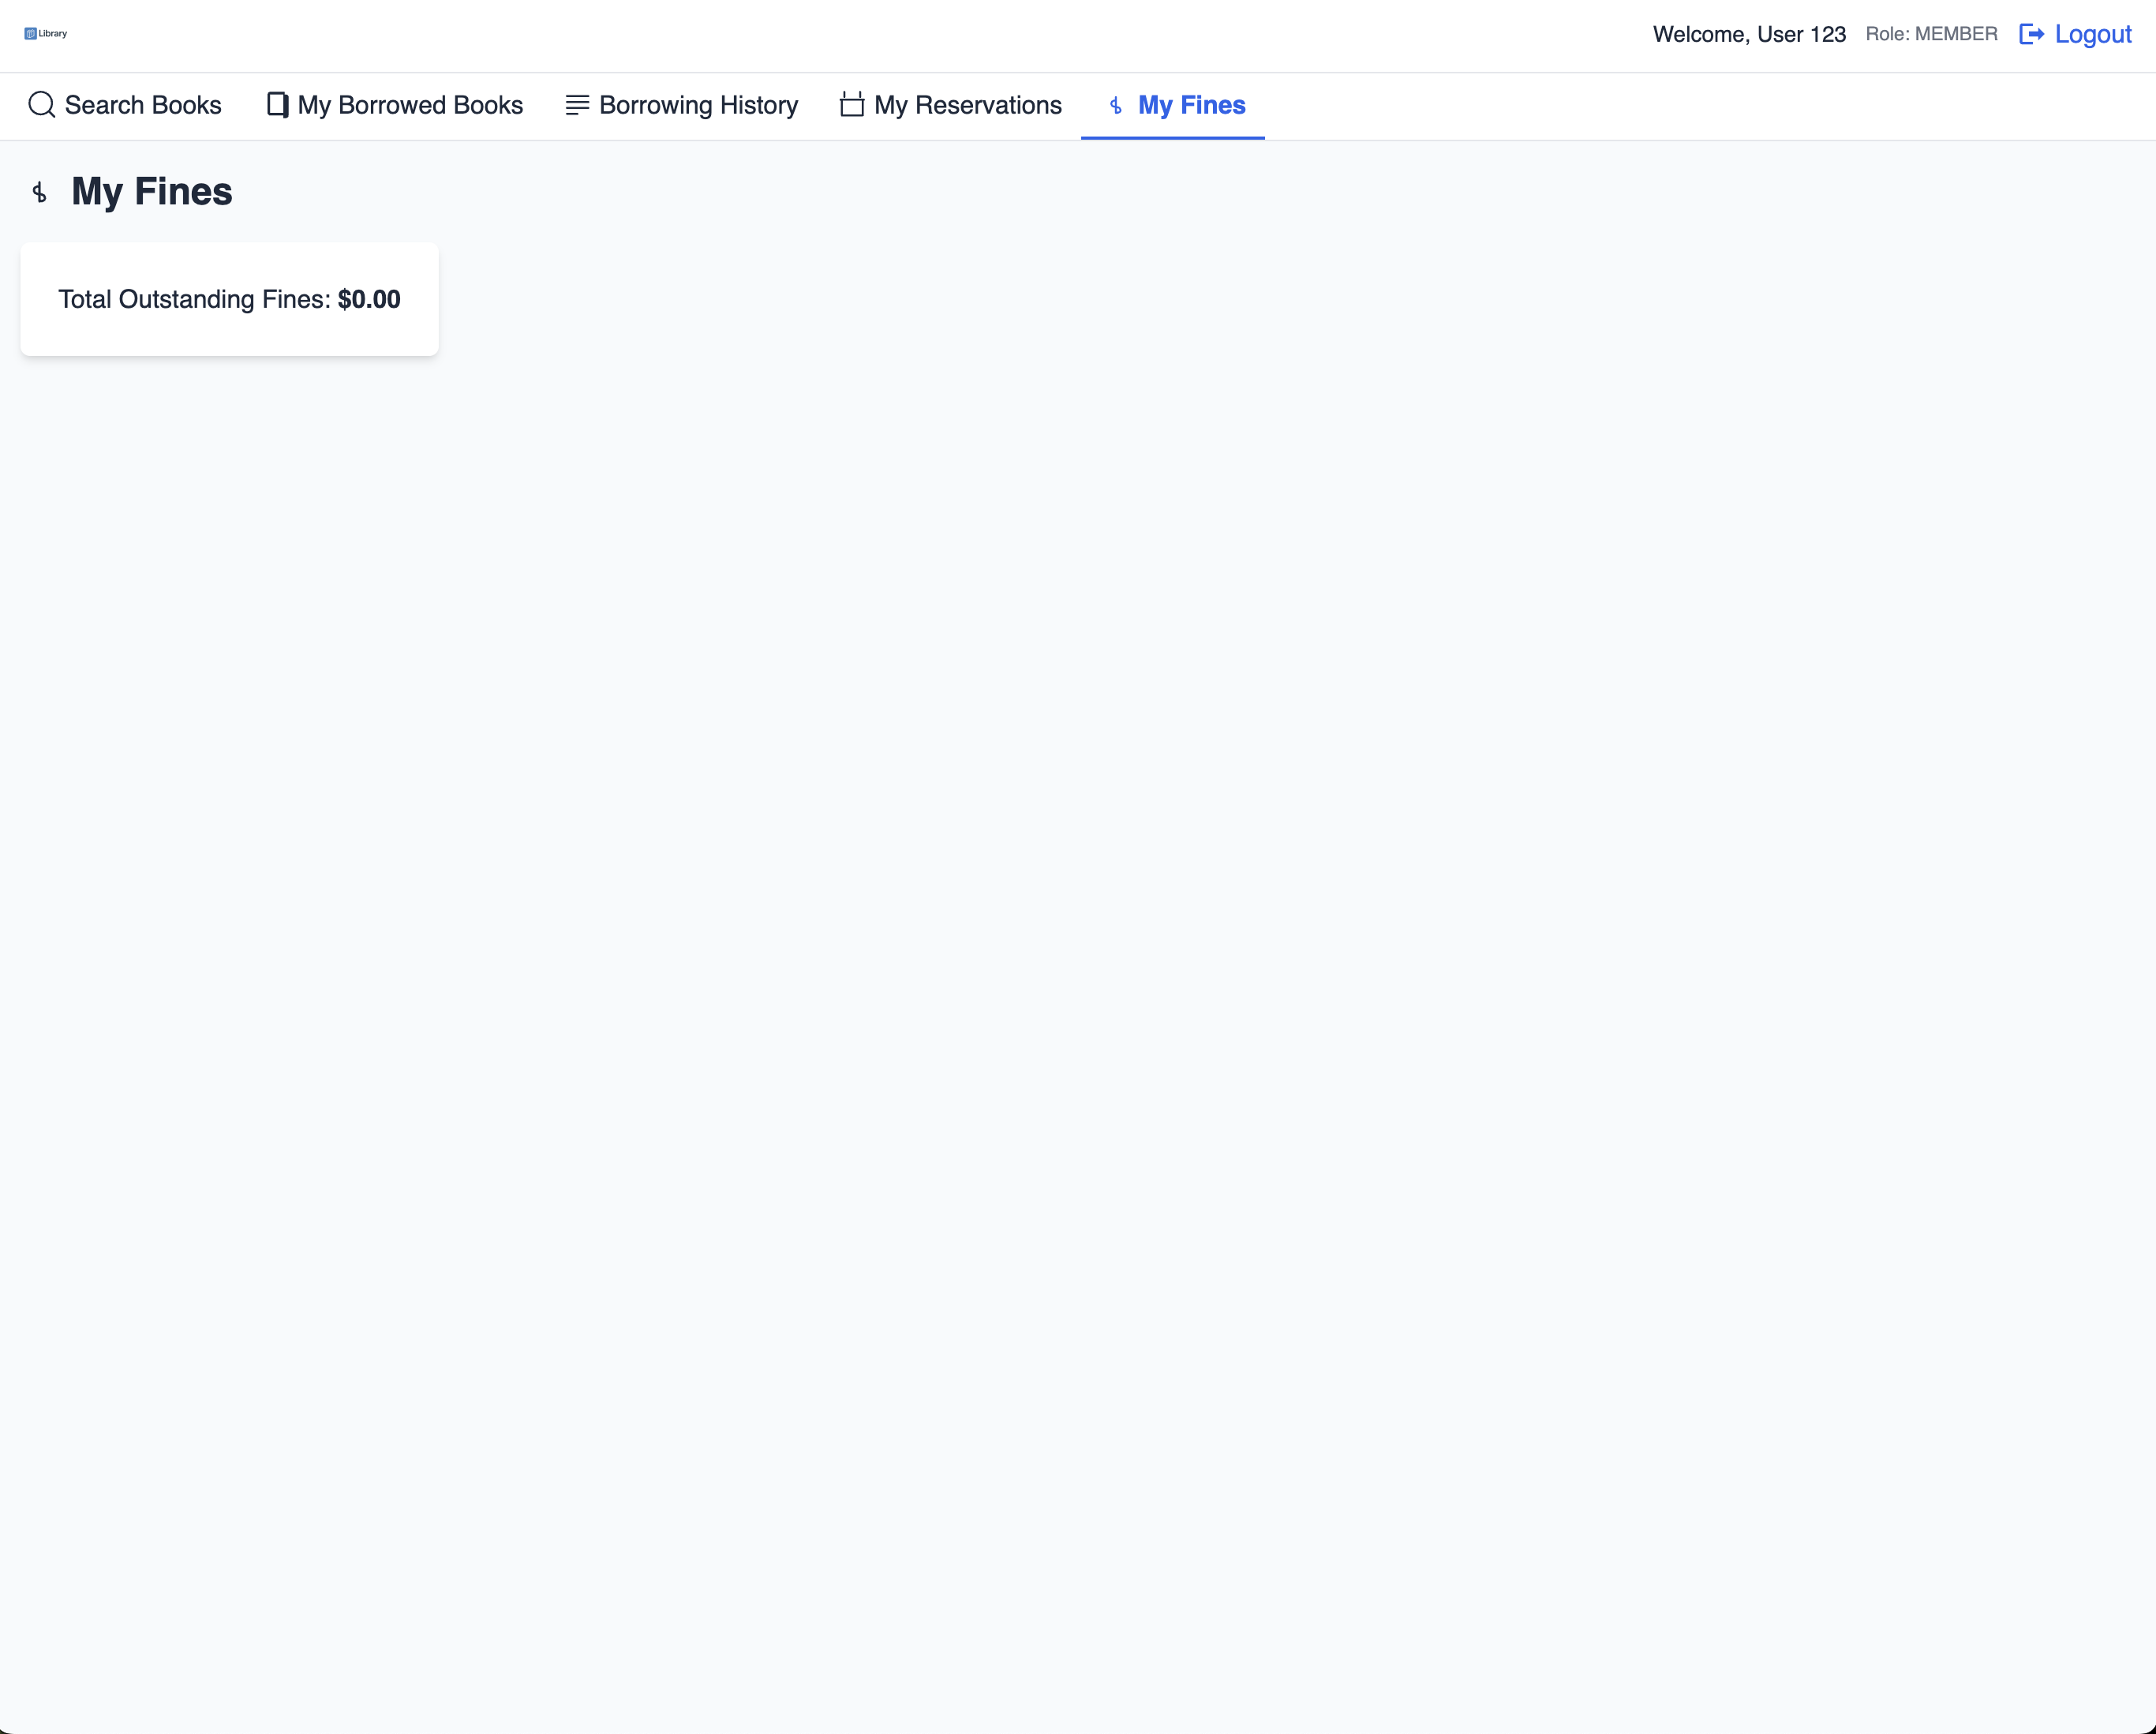 Library
Welcome, User 123 Role: MEMBER Logout
Search Books My Borrowed Books Borrowing History My Reservations My Fines
My Fines
Total Outstanding Fines: $0.00